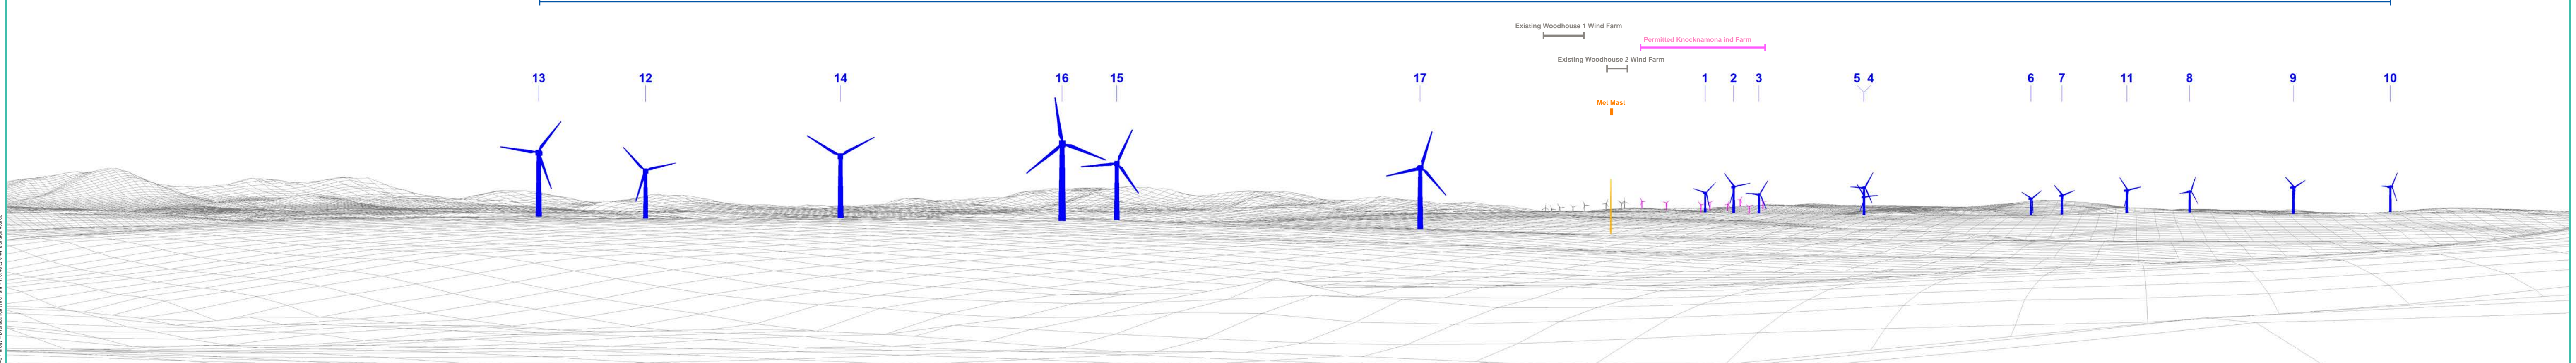 Existing Woodhouse 1 Wind Farm
Permitted Knocknamona ind Farm
Existing Woodhouse 2 Wind Farm
13 12 14 16 15 17 1 2 3 5 4 6 7 11 8 9 10
Met Mast